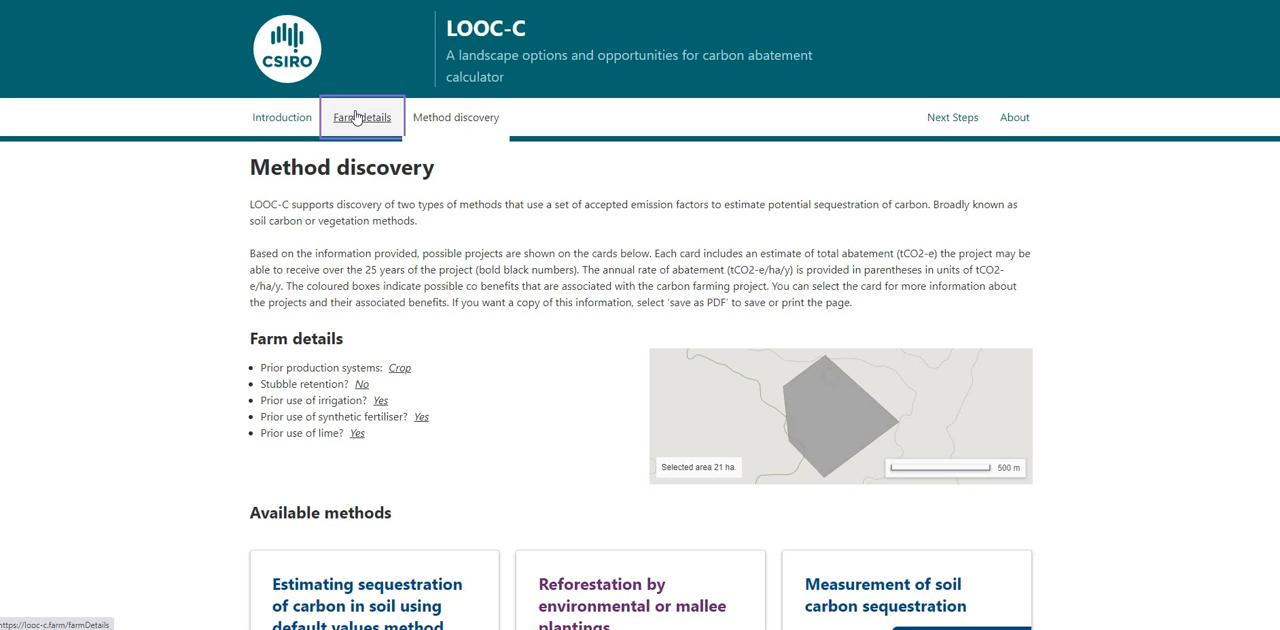 CSIRO
LOOC-C
A landscape options and opportunities for carbon abatement
calculator
Introduction
Farm details
Method discovery
Next Steps
About
Method discovery
LOOC-C supports discovery of two types of methods that use a set of accepted emission factors to estimate potential sequestration of carbon. Broadly known as
soil carbon or vegetation methods.
Based on the information provided, possible projects are shown on the cards below. Each card includes an estimate of total abatement (tCO2-e) the project may be
able to receive over the 25 years of the project (bold black numbers). The annual rate of abatement (tCO2-e/ha/y) is provided in parentheses in units of tCO2-
e/ha/y. The coloured boxes indicate possible co benefits that are associated with the carbon farming project. You can select the card for more information about
the projects and their associated benefits. If you want a copy of this information, select 'save as PDF' to save or print the page.
Farm details
Prior production systems: Crop
Stubble retention? No
Prior use of irrigation? Yes
Prior use of synthetic fertiliser? Yes
Prior use of lime? Yes
Selected area 21 ha.
500 m
Available methods
Estimating sequestration
of carbon in soil using
default values method
Reforestation by
environmental or mallee
plantings
Measurement of soil
carbon sequestration
https://looc-c.farm/farmDetails